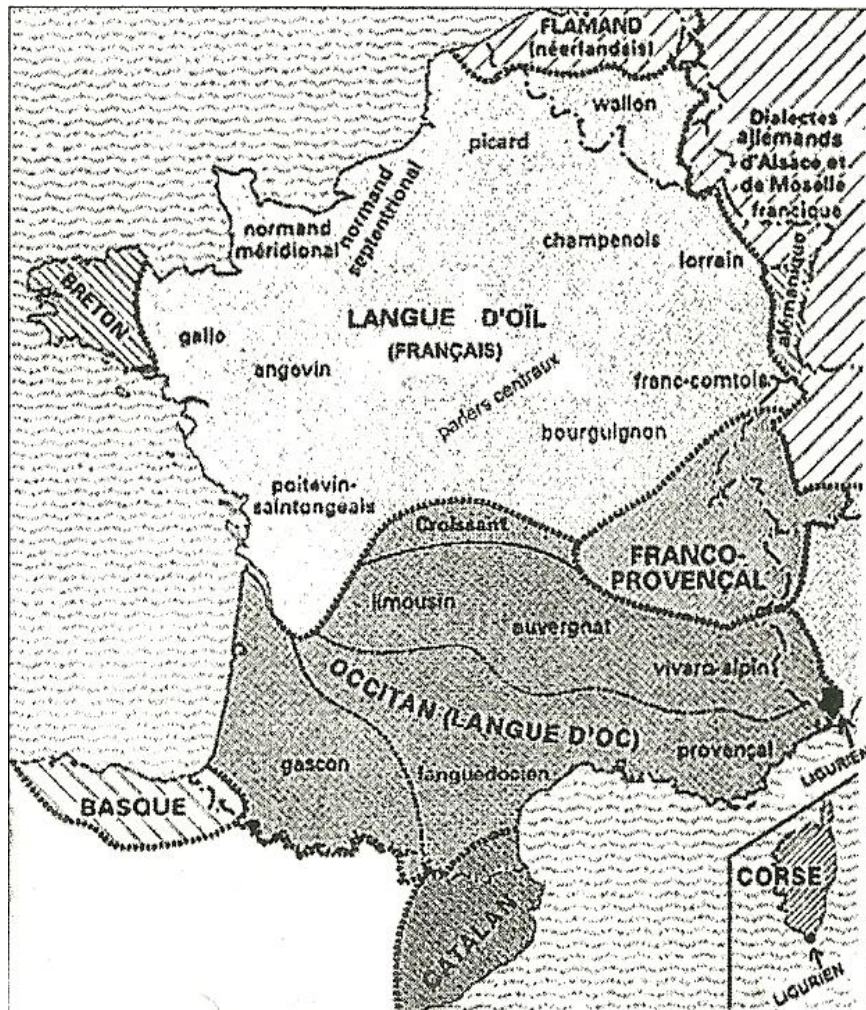 FLAMAND
(néerlandais)
wallon
picard
Dialectes
allemands
d'Alsace et
de Moselle
francique
alémanique
normand
méridional
normand
septentrional
champenois
lorrain
BRETON
gallo
LANGUE D'OÏL
(FRANÇAIS)
angevin
parlers centraux
franc-comtois
bourguignon
poitevin-
saintongeais
Croissant
FRANCO-
PROVENÇAL
limousin
auvergnat
vivaro-alpin
OCCITAN (LANGUE D'OC)
provençal
gascon
languedocien
LIGURIEN
BASQUE
CORSE
CATALAN
LIGURIEN